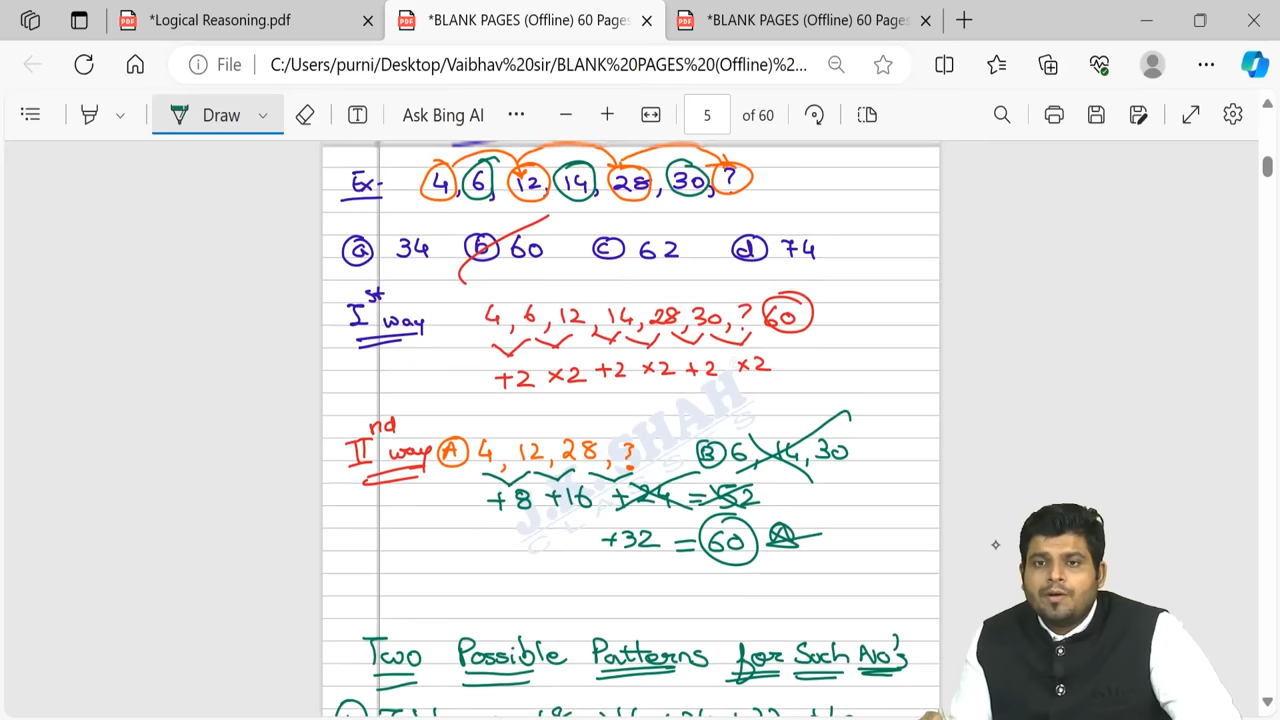 *Logical Reasoning.pdf
*BLANK PAGES (Offline) 60 Pages
*BLANK PAGES (Offline) 60 Page
File C:/Users/purni/Desktop/Vaibhav%20sir/BLANK%20PAGES%20(Offline)%2...
Draw Ask Bing AI ... 5 of 60
Ex- 4, 6, 12, 14, 28, 30, ?
a 34 b 60 c 62 d 74
Ist way 4, 6, 12, 14, 28, 30, ? 60
+2 ×2 +2 ×2 +2 ×2
IInd way A 4, 12, 28, ? B 6, 14, 30
+8 +16 +24 = 52
+32 = 60
J.K. SHAH
CLASSES
Two Possible Patterns for Such No's